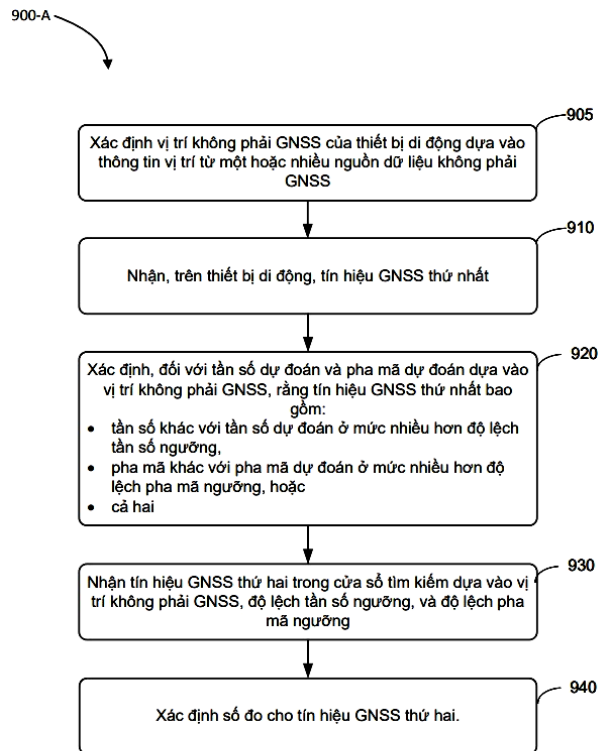 900-A
905
Xác định vị trí không phải GNSS của thiết bị di động dựa vào
thông tin vị trí từ một hoặc nhiều nguồn dữ liệu không phải
GNSS
910
Nhận, trên thiết bị di động, tín hiệu GNSS thứ nhất
920
Xác định, đối với tần số dự đoán và pha mã dự đoán dựa vào
vị trí không phải GNSS, rằng tín hiệu GNSS thứ nhất bao
gồm:
• tần số khác với tần số dự đoán ở mức nhiều hơn độ lệch
tần số ngưỡng,
• pha mã khác với pha mã dự đoán ở mức nhiều hơn độ
lệch pha mã ngưỡng, hoặc
• cả hai
930
Nhận tín hiệu GNSS thứ hai trong cửa sổ tìm kiếm dựa vào vị
trí không phải GNSS, độ lệch tần số ngưỡng, và độ lệch pha
mã ngưỡng
940
Xác định số đo cho tín hiệu GNSS thứ hai.